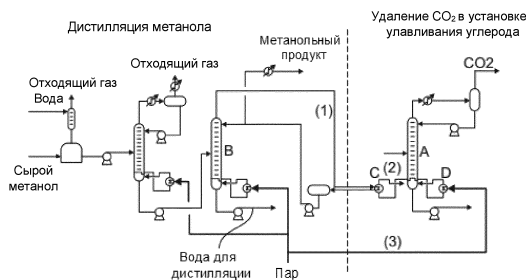 Дистилляция метанола
Удаление CO₂ в установке
улавливания углерода
Метанольный
продукт
CO2
Отходящий газ
Отходящий газ
Вода
(1)
B
A
C
(2)
D
Сырой
метанол
(3)
Вода для
дистилляции
Пар